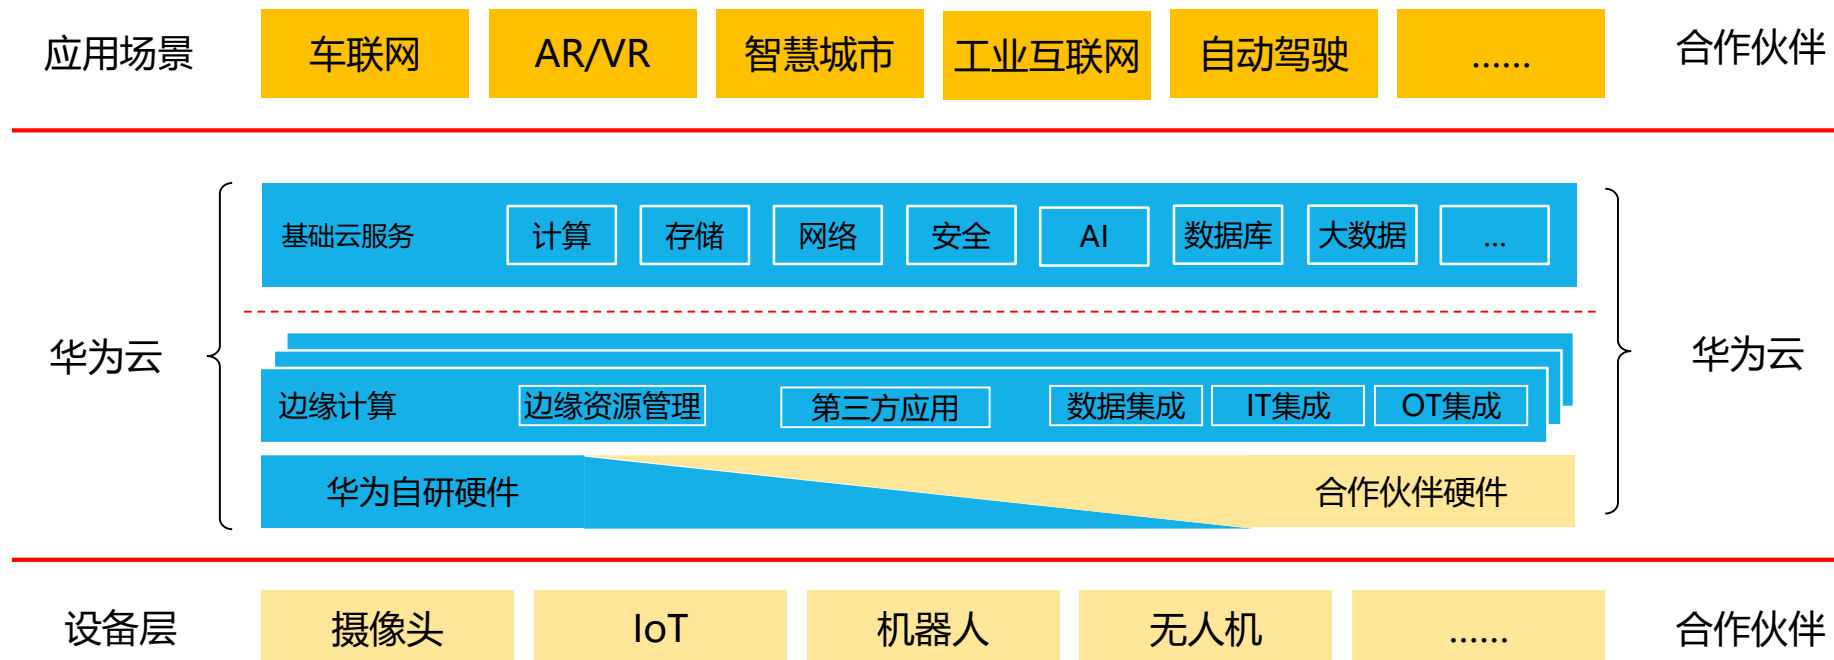 应用场景
车联网
AR/VR
智慧城市
工业互联网
自动驾驶
......
合作伙伴
基础云服务
计算
存储
网络
安全
AI
数据库
大数据
...
华为云
华为云
边缘计算
边缘资源管理
第三方应用
数据集成
IT集成
OT集成
华为自研硬件
合作伙伴硬件
设备层
摄像头
IoT
机器人
无人机
......
合作伙伴